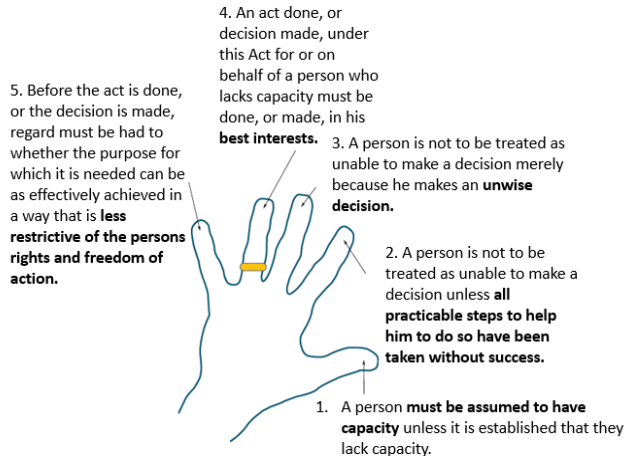 4. An act done, or
decision made, under
this Act for or on
behalf of a person who
lacks capacity must be
done, or made, in his
best interests.
5. Before the act is done,
or the decision is made,
regard must be had to
whether the purpose for
which it is needed can be
as effectively achieved in
a way that is less
restrictive of the persons
rights and freedom of
action.
3. A person is not to be treated as
unable to make a decision merely
because he makes an unwise
decision.
2. A person is not to be
treated as unable to make a
decision unless all
practicable steps to help
him to do so have been
taken without success.
1. A person must be assumed to have
capacity unless it is established that they
lack capacity.